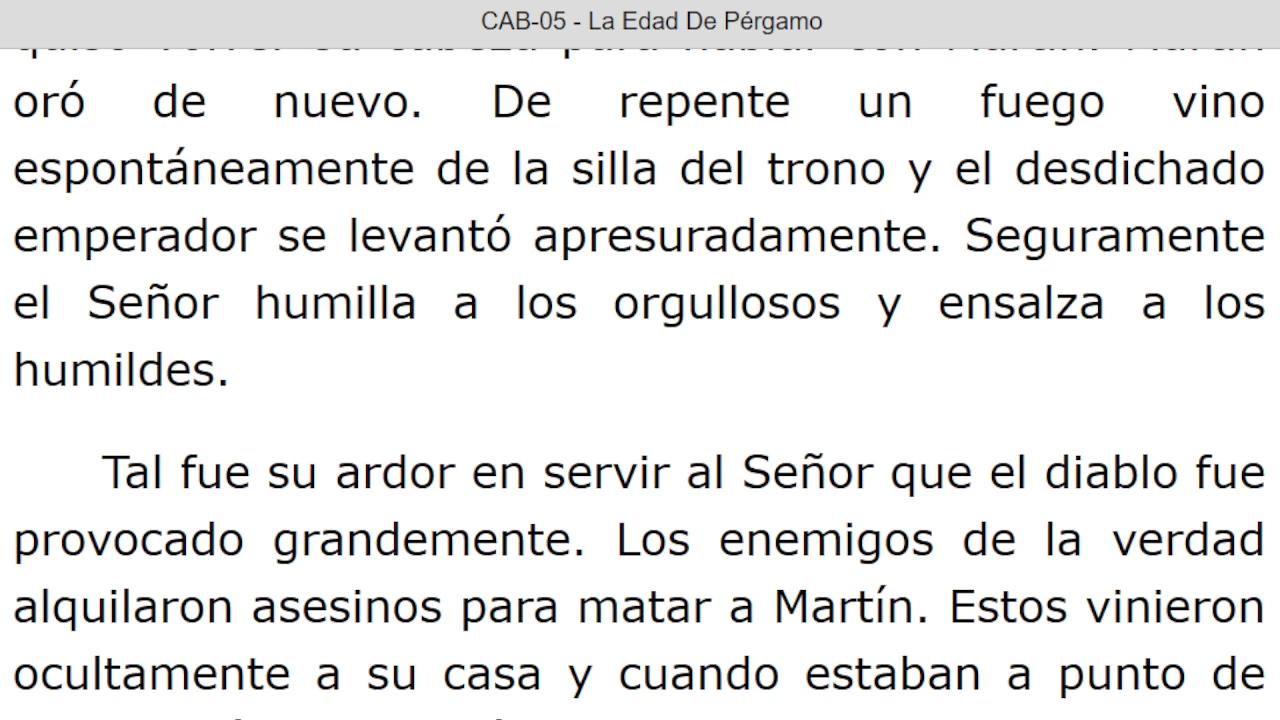 CAB-05 - La Edad De Pérgamo
oró de nuevo. De repente un fuego vino
espontáneamente de la silla del trono y el desdichado
emperador se levantó apresuradamente. Seguramente
el Señor humilla a los orgullosos y ensalza a los
humildes.
Tal fue su ardor en servir al Señor que el diablo fue
provocado grandemente. Los enemigos de la verdad
alquilaron asesinos para matar a Martín. Estos vinieron
ocultamente a su casa y cuando estaban a punto de